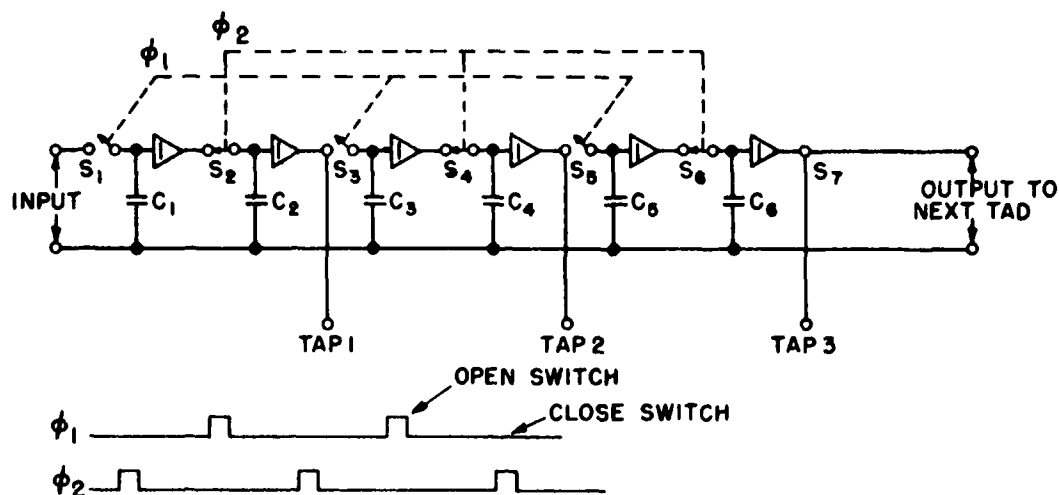 ϕ2
ϕ1
S1 S2 S3 S4 S5 S6 S7
INPUT C1 C2 C3 C4 C5 C6 OUTPUT TO
NEXT TAD
TAP 1 TAP 2 TAP 3
OPEN SWITCH
CLOSE SWITCH
ϕ1
ϕ2